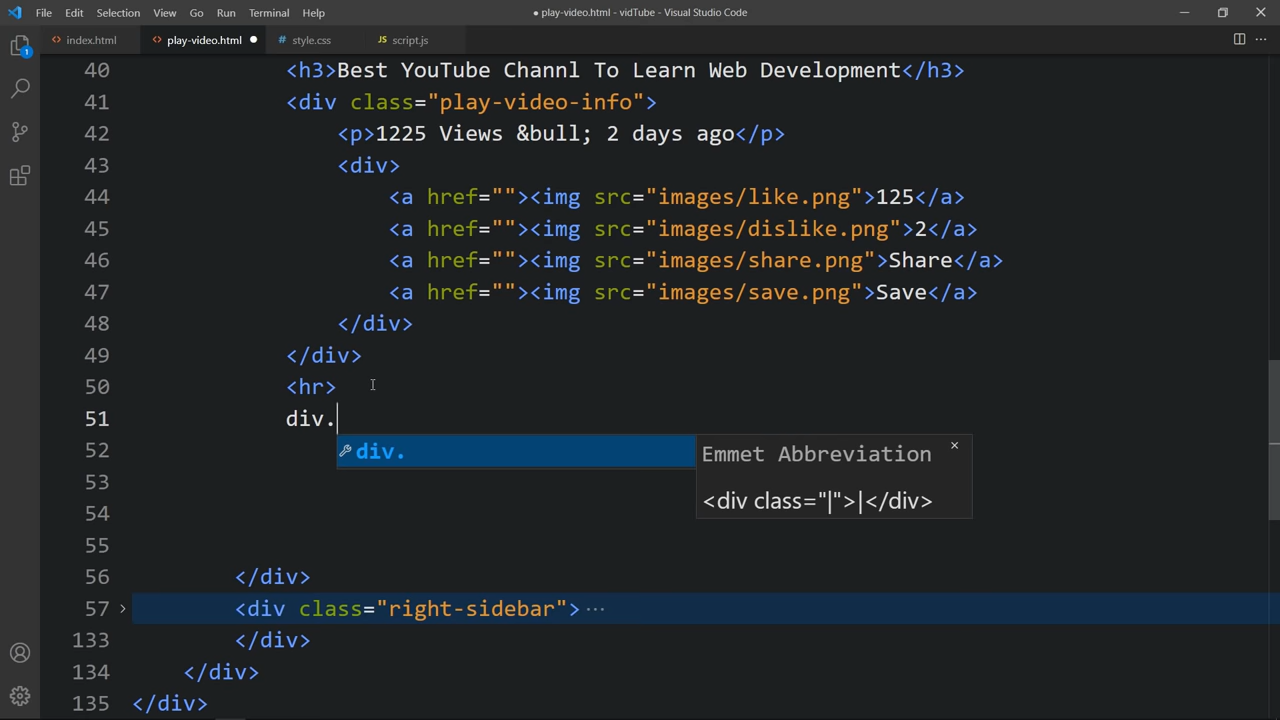 File Edit Selection View Go Run Terminal Help ● play-video.html - vidTube - Visual Studio Code
index.html play-video.html ● style.css JS script.js
1
40 <h3>Best YouTube Channl To Learn Web Development</h3>
41 <div class="play-video-info">
42 <p>1225 Views &bull; 2 days ago</p>
43 <div>
44 <a href=""><img src="images/like.png">125</a>
45 <a href=""><img src="images/dislike.png">2</a>
46 <a href=""><img src="images/share.png">Share</a>
47 <a href=""><img src="images/save.png">Save</a>
48 </div>
49 </div>
50 <hr>
51 div.
52 div. Emmet Abbreviation
53
<div class="|">|</div>
54
55
56 </div>
57 <div class="right-sidebar"> ···
133 </div>
134 </div>
135 </div>